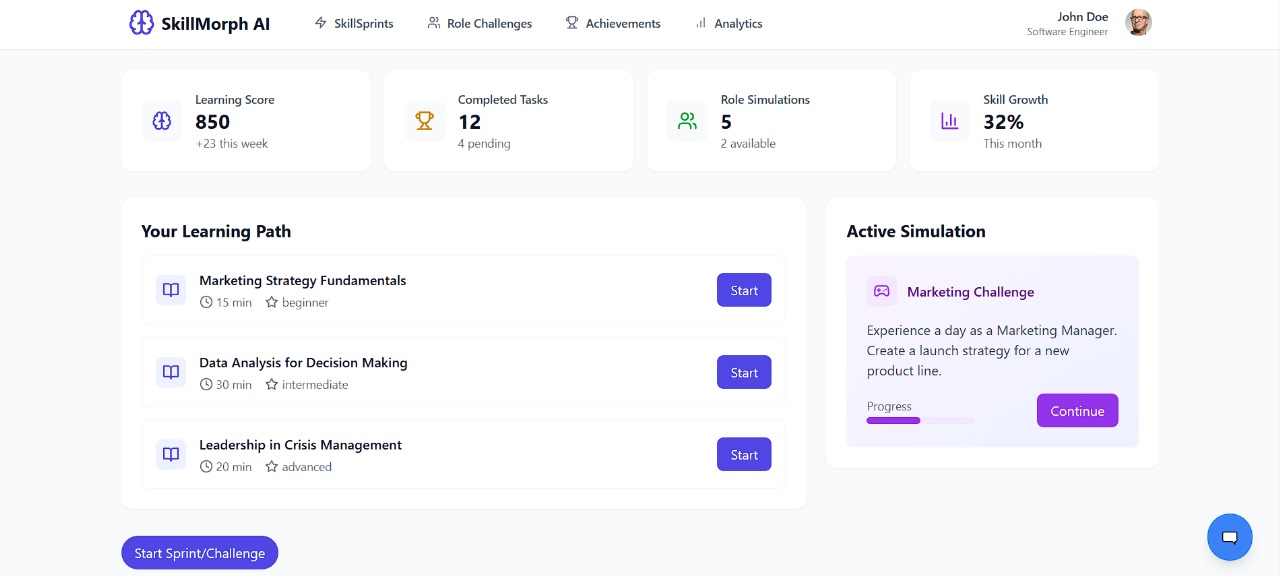 SkillMorph AI
SkillSprints
Role Challenges
Achievements
Analytics
John Doe
Software Engineer
Learning Score
850
+23 this week
Completed Tasks
12
4 pending
Role Simulations
5
2 available
Skill Growth
32%
This month
Your Learning Path
Marketing Strategy Fundamentals
15 min beginner
Start
Data Analysis for Decision Making
30 min intermediate
Start
Leadership in Crisis Management
20 min advanced
Start
Active Simulation
Marketing Challenge
Experience a day as a Marketing Manager.
Create a launch strategy for a new
product line.
Progress
Continue
Start Sprint/Challenge